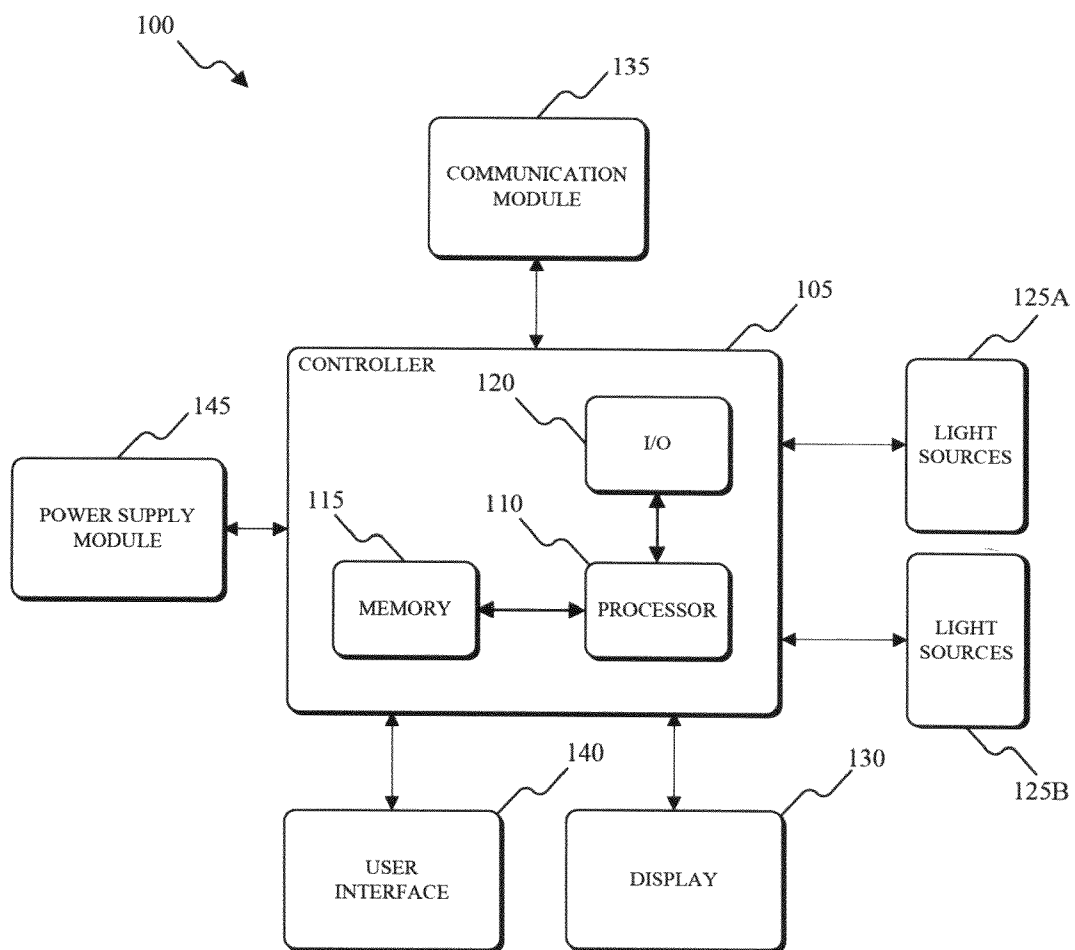 100
135
COMMUNICATION
MODULE
105
125A
CONTROLLER
120
145
I/O
LIGHT
SOURCES
115
110
POWER SUPPLY
MODULE
MEMORY
PROCESSOR
LIGHT
SOURCES
140
130
125B
USER
INTERFACE
DISPLAY